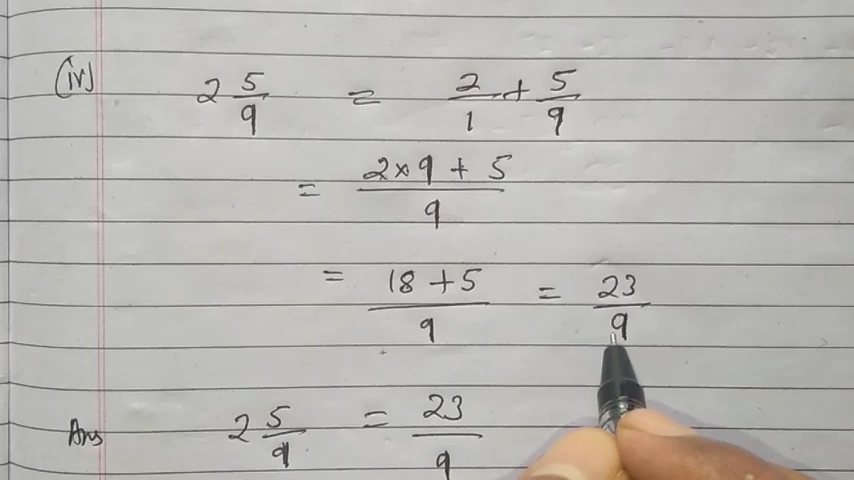 (iv) 2 5/9 = 2/1 + 5/9
= 2×9 + 5/9
= 18 + 5/9 = 23/9
Ans 2 5/9 = 23/9